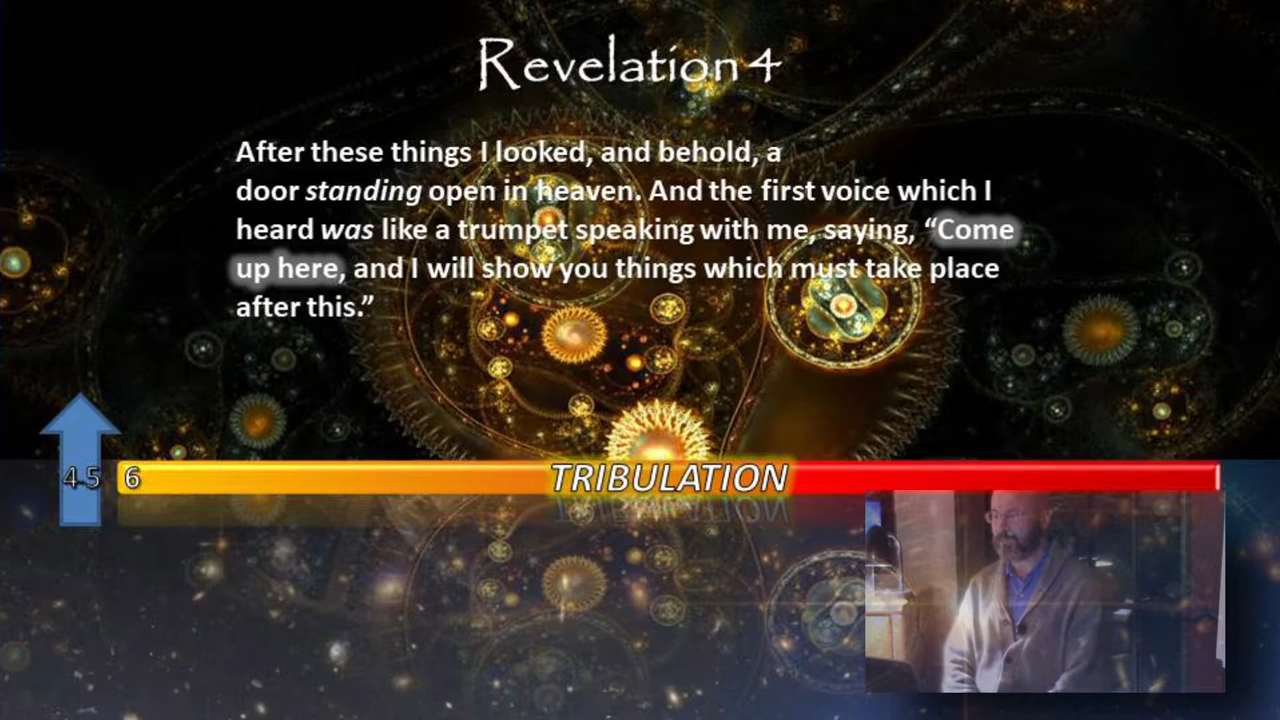 Revelation 4
After these things I looked, and behold, a
door standing open in heaven. And the first voice which I
heard was like a trumpet speaking with me, saying, “Come
up here, and I will show you things which must take place
after this.”
4-5 6 TRIBULATION